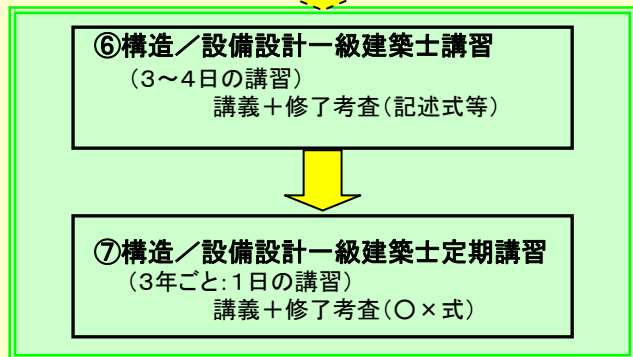 ⑥構造／設備設計一級建築士講習
（3～4日の講習）
講義＋修了考査（記述式等）
⑦構造／設備設計一級建築士定期講習
（3年ごと:1日の講習）
講義＋修了考査（○×式）